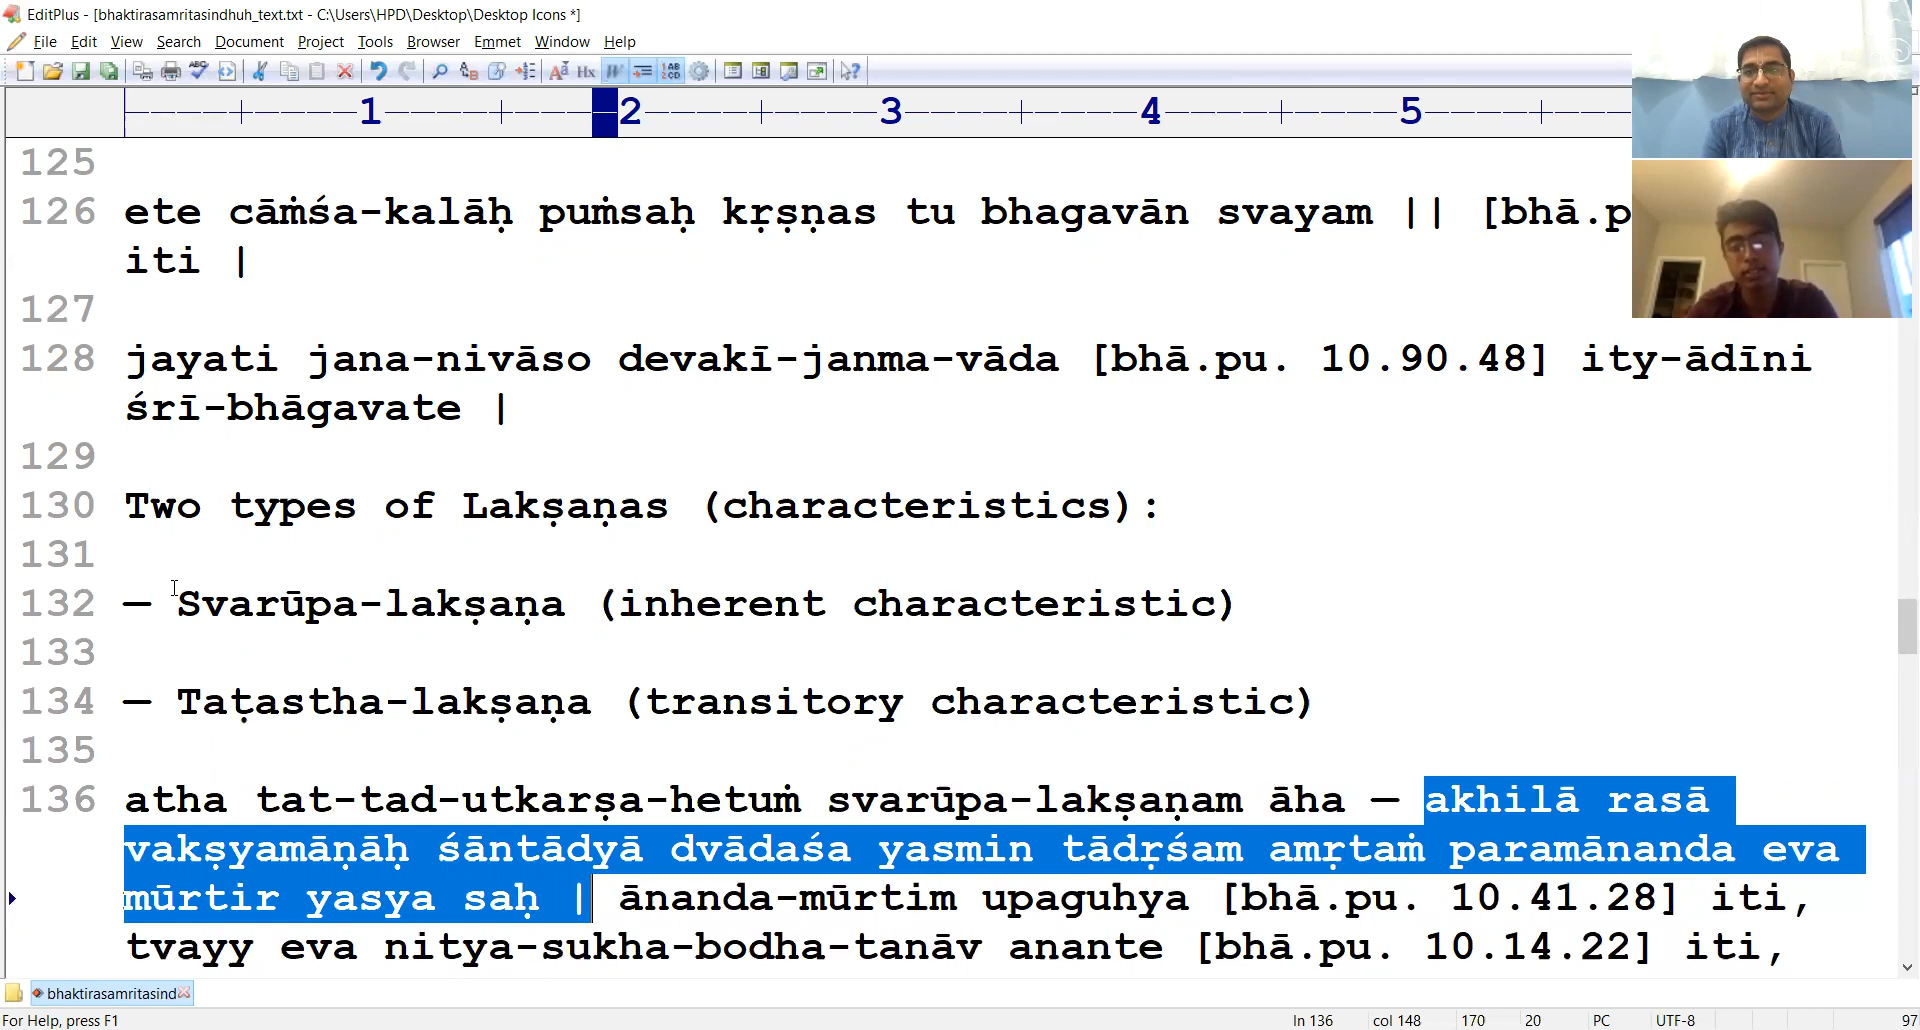 EditPlus - [bhaktirasamritasindhuh_text.txt - C:\Users\HPD\Desktop\Desktop Icons *]
File Edit View Search Document Project Tools Browser Emmet Window Help
1 2 3 4 5
125
126 ete cāṁśa-kalāḥ puṁsaḥ kṛṣṇas tu bhagavān svayam || [bhā.p
iti |
127
128 jayati jana-nivāso devakī-janma-vāda [bhā.pu. 10.90.48] ity-ādīni
śrī-bhāgavate |
129
130 Two types of Lakṣaṇas (characteristics):
131
132 — Svarūpa-lakṣaṇa (inherent characteristic)
133
134 — Taṭastha-lakṣaṇa (transitory characteristic)
135
136 atha tat-tad-utkarṣa-hetuṁ svarūpa-lakṣaṇam āha — akhilā rasā
vakṣyamāṇāḥ śāntādyā dvādaśa yasmin tādṛśam amṛtaṁ paramānanda eva
mūrtir yasya saḥ | ānanda-mūrtim upaguhya [bhā.pu. 10.41.28] iti,
tvayy eva nitya-sukha-bodha-tanāv anante [bhā.pu. 10.14.22] iti,
bhaktirasamritasind
For Help, press F1 ln 136 col 148 170 20 PC UTF-8 97